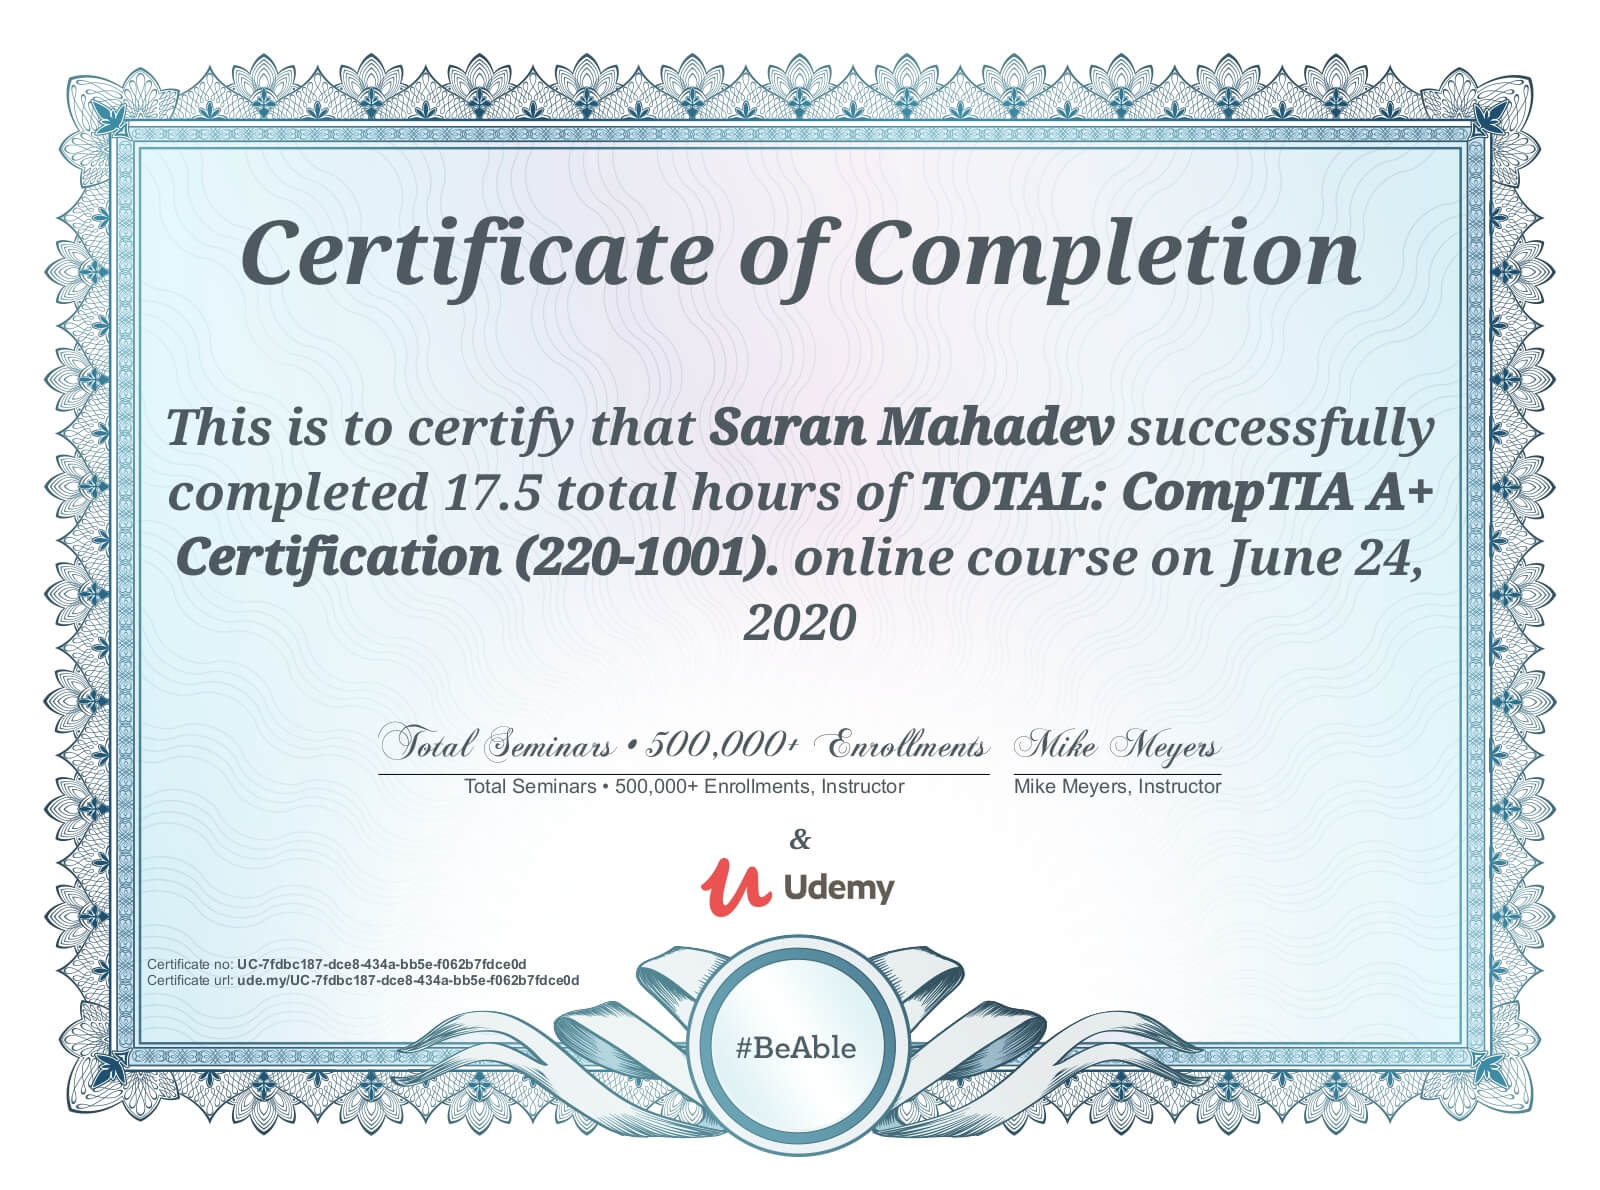 Certificate of Completion
This is to certify that Saran Mahadev successfully
completed 17.5 total hours of TOTAL: CompTIA A+
Certification (220-1001). online course on June 24,
2020
Total Seminars • 500,000+ Enrollments
Mike Meyers
Total Seminars • 500,000+ Enrollments, Instructor
Mike Meyers, Instructor
&
Udemy
Certificate no: UC-7fdbc187-dce8-434a-bb5e-f062b7fdce0d
Certificate url: ude.my/UC-7fdbc187-dce8-434a-bb5e-f062b7fdce0d
#BeAble